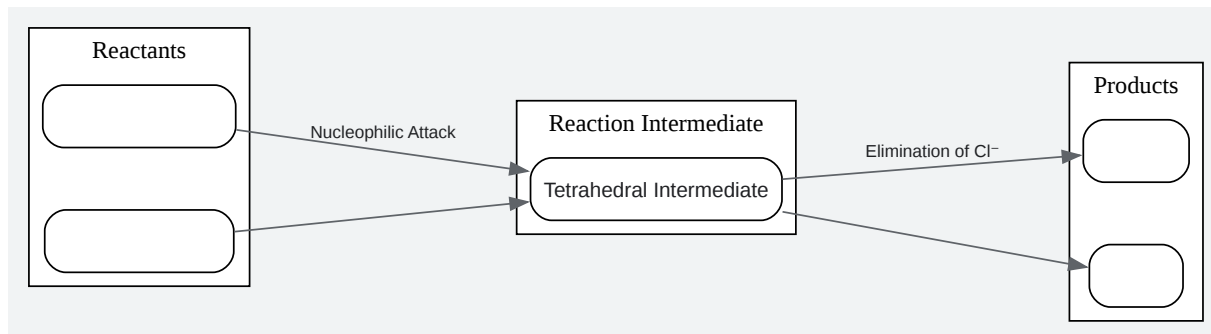 Reactants
Nucleophilic Attack
Reaction Intermediate
Tetrahedral Intermediate
Elimination of Cl⁻
Products